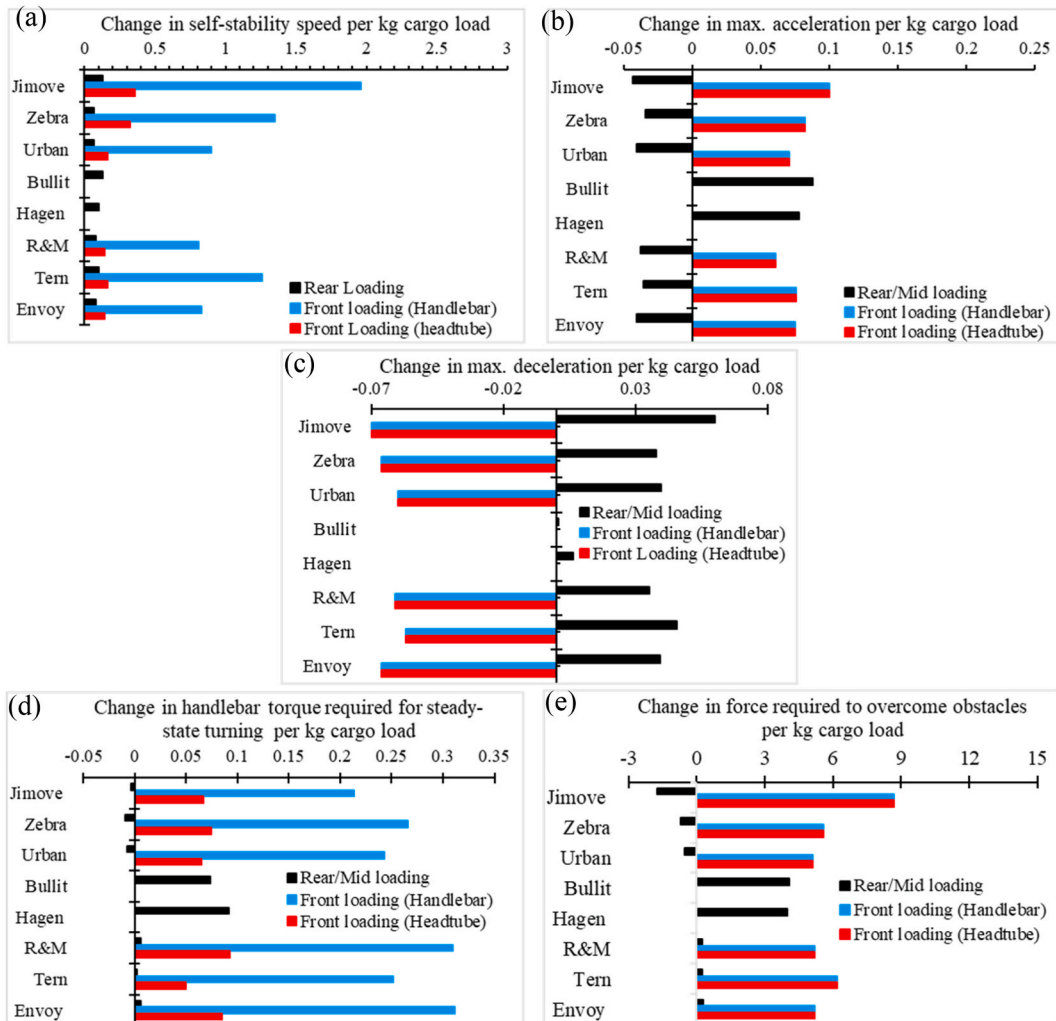 (a)
Change in self-stability speed per kg cargo load
0 0.5 1 1.5 2 2.5 3
Jimove
Zebra
Urban
Bullit
Hagen
R&M
Tern
Envoy
Rear Loading
Front loading (Handlebar)
Front Loading (headtube)
(b)
Change in max. acceleration per kg cargo load
-0.05 0 0.05 0.1 0.15 0.2 0.25
Jimove
Zebra
Urban
Bullit
Hagen
R&M
Tern
Envoy
Rear/Mid loading
Front loading (Handlebar)
Front loading (Headtube)
(c)
Change in max. deceleration per kg cargo load
-0.07 -0.02 0.03 0.08
Jimove
Zebra
Urban
Bullit
Hagen
R&M
Tern
Envoy
Rear/Mid loading
Front loading (Handlebar)
Front Loading (Headtube)
(d)
Change in handlebar torque required for steady-
state turning per kg cargo load
-0.05 0 0.05 0.1 0.15 0.2 0.25 0.3 0.35
Jimove
Zebra
Urban
Bullit
Hagen
R&M
Tern
Envoy
Rear/Mid loading
Front loading (Handlebar)
Front loading (Headtube)
(e)
Change in force required to overcome obstacles
per kg cargo load
-3 0 3 6 9 12 15
Jimove
Zebra
Urban
Bullit
Hagen
R&M
Tern
Envoy
Rear/Mid loading
Front loading (Handlebar)
Front loading (Headtube)